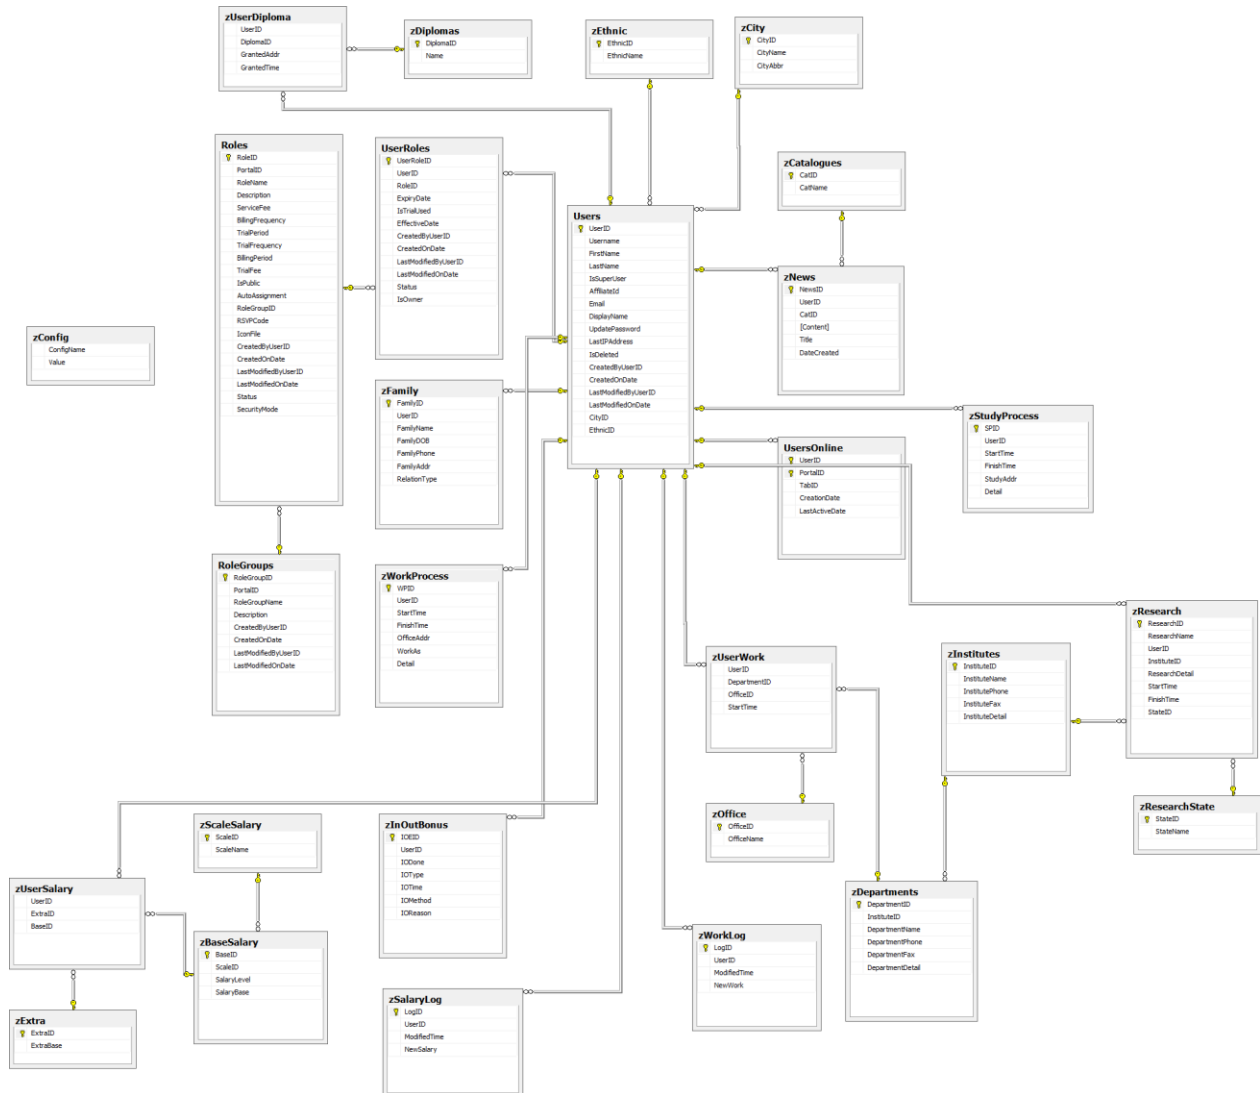 zUserDiploma
UserID
DiplomaID
GrantedAddr
GrantedTime
zDiplomas
DiplomaID
Name
zEthnic
EthnicID
EthnicName
zCity
CityID
CityName
CityAbbr
Roles
RoleID
PortalID
RoleName
Description
ServiceFee
BillingFrequency
TrialPeriod
TrialFrequency
BillingPeriod
TrialFee
IsPublic
AutoAssignment
RoleGroupID
RSVPCode
IconFile
CreatedByUserID
CreatedOnDate
LastModifiedByUserID
LastModifiedOnDate
Status
SecurityMode
UserRoles
UserRoleID
UserID
RoleID
ExpiryDate
IsTrialUsed
EffectiveDate
CreatedByUserID
CreatedOnDate
LastModifiedByUserID
LastModifiedOnDate
Status
IsOwner
Users
UserID
Username
FirstName
LastName
IsSuperUser
AffiliateId
Email
DisplayName
UpdatePassword
LastIPAddress
IsDeleted
CreatedByUserID
CreatedOnDate
LastModifiedByUserID
LastModifiedOnDate
CityID
EthnicID
zCatalogues
CatID
CatName
zNews
NewsID
UserID
CatID
[Content]
Title
DateCreated
zConfig
ConfigName
Value
zFamily
FamilyID
UserID
FamilyName
FamilyDOB
FamilyPhone
FamilyAddr
RelationType
zStudyProcess
SPID
UserID
StartTime
FinishTime
StudyAddr
Detail
UsersOnline
UserID
PortalID
TabID
CreationDate
LastActiveDate
RoleGroups
RoleGroupID
PortalID
RoleGroupName
Description
CreatedByUserID
CreatedOnDate
LastModifiedByUserID
LastModifiedOnDate
zWorkProcess
WPID
UserID
StartTime
FinishTime
OfficeAddr
WorkAs
Detail
zUserWork
UserID
DepartmentID
OfficeID
StartTime
zInstitutes
InstituteID
InstituteName
InstitutePhone
InstituteFax
InstituteDetail
zResearch
ResearchID
ResearchName
UserID
InstituteID
ResearchDetail
StartTime
FinishTime
StateID
zOffice
OfficeID
OfficeName
zResearchState
StateID
StateName
zScaleSalary
ScaleID
ScaleName
zInOutBonus
IOEID
UserID
IODone
IOType
IOTime
IOMethod
IOReason
zUserSalary
UserID
ExtraID
BaseID
zBaseSalary
BaseID
ScaleID
SalaryLevel
SalaryBase
zDepartments
DepartmentID
InstituteID
DepartmentName
DepartmentPhone
DepartmentFax
DepartmentDetail
zWorkLog
LogID
UserID
ModifiedTime
NewWork
zSalaryLog
LogID
UserID
ModifiedTime
NewSalary
zExtra
ExtraID
ExtraBase